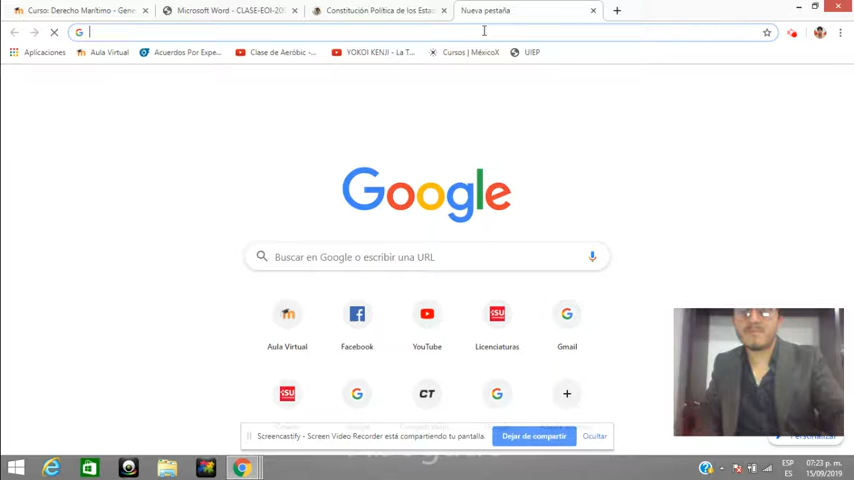 Curso: Derecho Marítimo - Gene
Microsoft Word - CLASE-EOI-200
Constitución Política de los Estad
Nueva pestaña
Aplicaciones
Aula Virtual
Acuerdos Por Expe...
Clase de Aeróbic -...
YOKOI KENJI - La T...
Cursos | MéxicoX
UIEP
Google
Buscar en Google o escribir una URL
Aula Virtual
Facebook
YouTube
Licenciaturas
Gmail
CT
Screencastify - Screen Video Recorder está compartiendo tu pantalla.
Dejar de compartir
Ocultar
Personalizar
ESP
ES
07:23 p. m.
15/09/2019